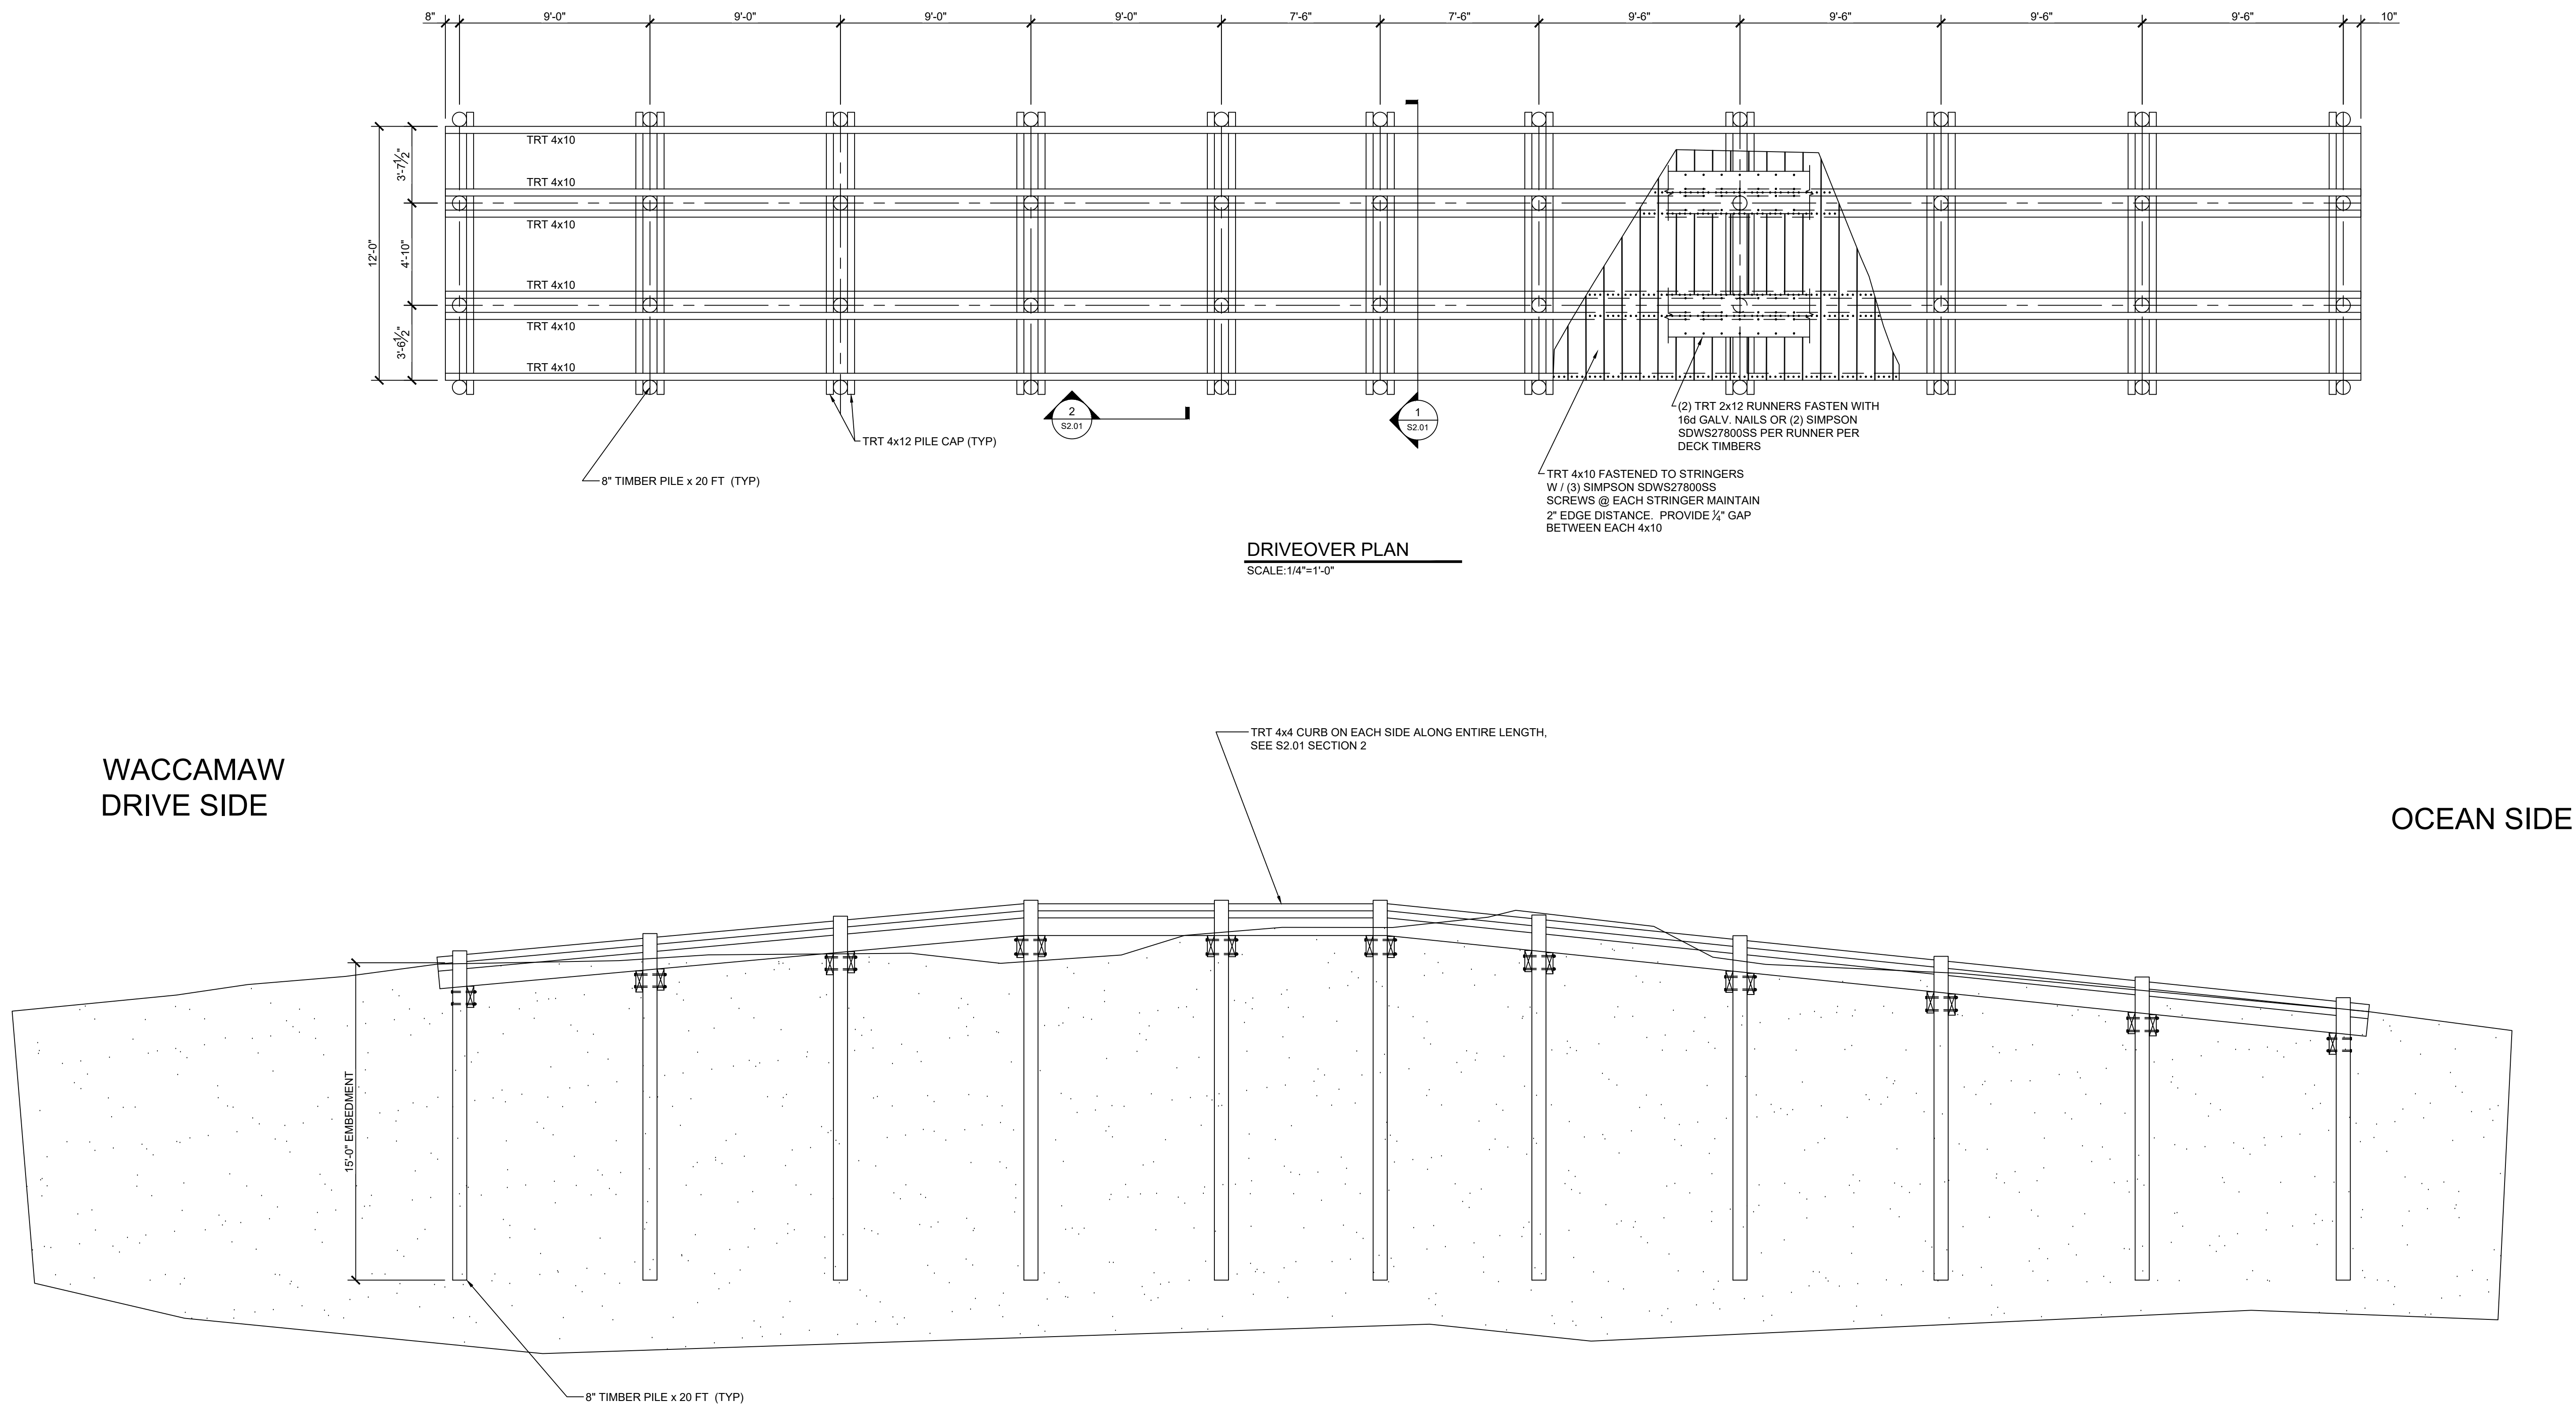 8" 9'-0" 9'-0" 9'-0" 9'-0" 7'-6" 7'-6" 9'-6" 9'-6" 9'-6" 9'-6" 10"
TRT 4x10
TRT 4x10
TRT 4x10
TRT 4x10
TRT 4x10
TRT 4x10
12'-0"
3'-7½"
4'-10"
3'-6½"
2
S2.01
1
S2.01
TRT 4x12 PILE CAP (TYP)
8" TIMBER PILE x 20 FT (TYP)
(2) TRT 2x12 RUNNERS FASTEN WITH
16d GALV. NAILS OR (2) SIMPSON
SDWS27800SS PER RUNNER PER
DECK TIMBERS
TRT 4x10 FASTENED TO STRINGERS
W / (3) SIMPSON SDWS27800SS
SCREWS @ EACH STRINGER MAINTAIN
2" EDGE DISTANCE. PROVIDE ¼" GAP
BETWEEN EACH 4x10
DRIVEOVER PLAN
SCALE:1/4"=1'-0"
TRT 4x4 CURB ON EACH SIDE ALONG ENTIRE LENGTH,
SEE S2.01 SECTION 2
WACCAMAW
DRIVE SIDE
OCEAN SIDE
15'-0" EMBEDMENT
8" TIMBER PILE x 20 FT (TYP)